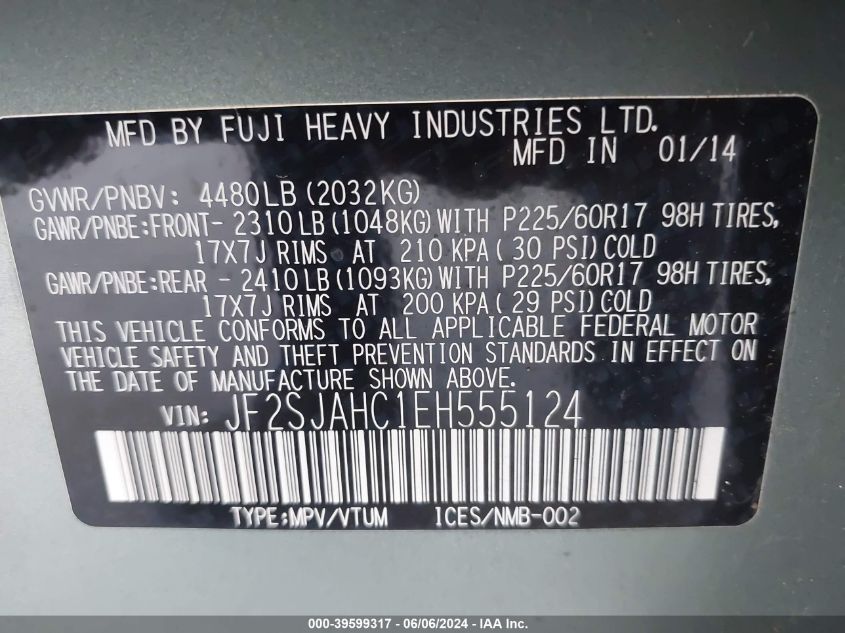 MFD BY FUJI HEAVY INDUSTRIES LTD.
MFD IN 01/14
GVWR/PNBV: 4480LB (2032KG)
GAWR/PNBE:FRONT- 2310LB (1048KG) WITH P225/60R17 98H TIRES,
17X7J RIMS AT 210 KPA ( 30 PSI) COLD
GAWR/PNBE:REAR - 2410LB (1093KG) WITH P225/60R17 98H TIRES,
17X7J RIMS AT 200 KPA ( 29 PSI) COLD
THIS VEHICLE CONFORMS TO ALL APPLICABLE FEDERAL MOTOR
VEHICLE SAFETY AND THEFT PREVENTION STANDARDS IN EFFECT ON
THE DATE OF MANUFACTURE SHOWN ABOVE.
VIN: JF2SJAHC1EH555124
TYPE:MPV/VTUM ICES/NMB-002
000-39599317 - 06/06/2024 - IAA Inc.